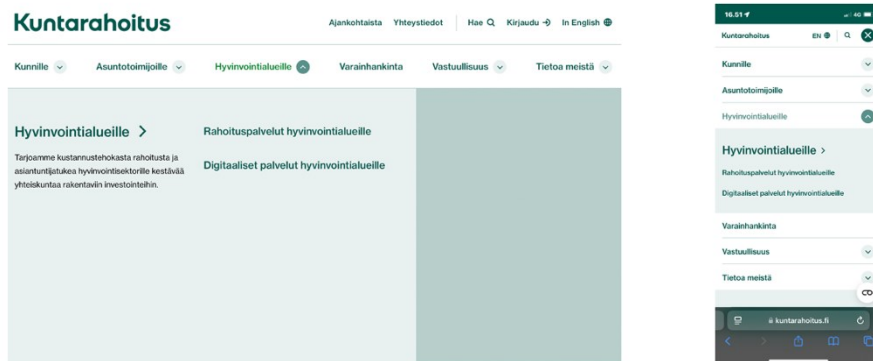 Kuntarahoitus
Ajankohtaista Yhteystiedot Hae Kirjaudu In English
Kunnille Asuntotoimijoille Hyvinvointialueille Varainhankinta Vastuullisuus Tietoa meistä
Hyvinvointialueille
Tarjoamme kustannustehokasta rahoitusta ja
asiantuntijatukea hyvinvointisektorille kestävää
yhteiskuntaa rakentaviin investointeihin.
Rahoituspalvelut hyvinvointialueille
Digitaaliset palvelut hyvinvointialueille
16.51 4G
Kuntarahoitus EN
Kunnille
Asuntotoimijoille
Hyvinvointialueille
Hyvinvointialueille
Rahoituspalvelut hyvinvointialueille
Digitaaliset palvelut hyvinvointialueille
Varainhankinta
Vastuullisuus
Tietoa meistä
kuntarahoitus.fi